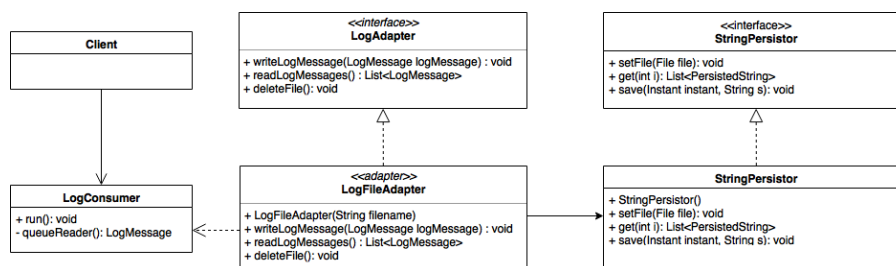 Client
<<interface>>
LogAdapter
+ writeLogMessage(LogMessage logMessage) : void
+ readLogMessages() : List<LogMessage>
+ deleteFile(): void
<<interface>>
StringPersistor
+ setFile(File file): void
+ get(int i): List<PersistedString>
+ save(Instant instant, String s): void
LogConsumer
+ run(): void
- queueReader(): LogMessage
<<adapter>>
LogFileAdapter
+ LogFileAdapter(String filename)
+ writeLogMessage(LogMessage logMessage) : void
+ readLogMessages() : List<LogMessage>
+ deleteFile(): void
StringPersistor
+ StringPersistor()
+ setFile(File file): void
+ get(int i): List<PersistedString>
+ save(Instant instant, String s): void